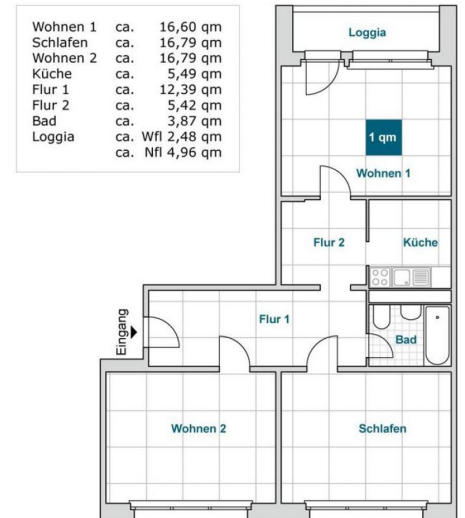 Wohnen 1 ca. 16,60 qm
Schlafen ca. 16,79 qm
Wohnen 2 ca. 16,79 qm
Küche ca. 5,49 qm
Flur 1 ca. 12,39 qm
Flur 2 ca. 5,42 qm
Bad ca. 3,87 qm
Loggia ca. Wfl 2,48 qm
ca. Nfl 4,96 qm
Loggia
1 qm
Wohnen 1
Flur 2
Küche
Eingang
Flur 1
Bad
Wohnen 2
Schlafen